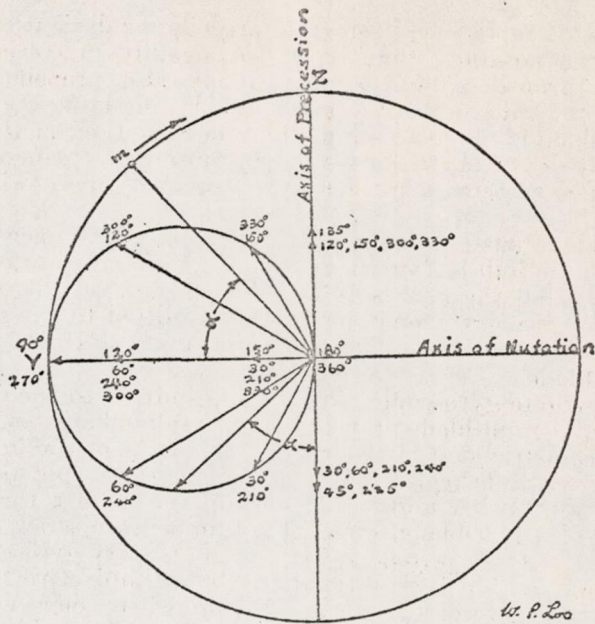 Z
Axis of Precession
m
300°
120°
330°
150°
135°
120°, 150°, 300°, 330°
γ
90°
Y
270°
120°
60°
240°
300°
150°
30°
210°
330°
180°
360°
Axis of Nutation
α
60°
240°
30°
210°
30°, 60°, 210°, 240°
45°, 225°
W. P. Loo